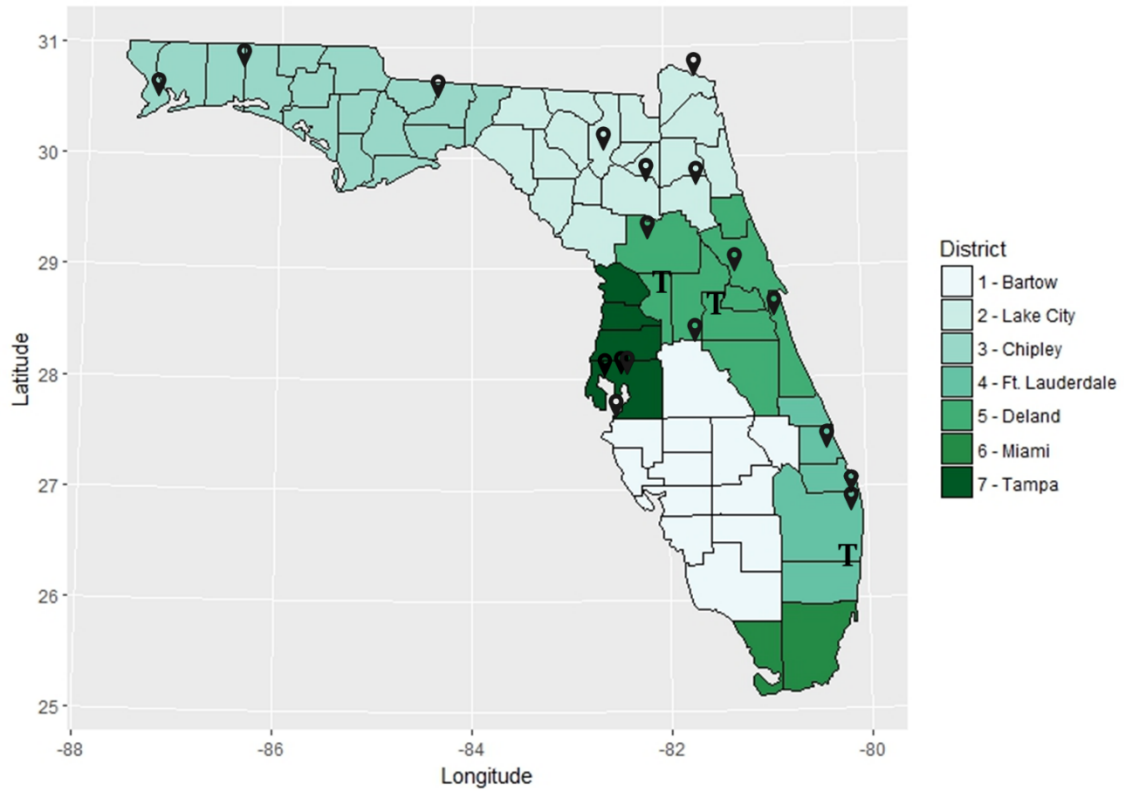 31
30
29
28
27
26
25
Latitude
T
T
T
-88
-86
-84
-82
-80
Longitude
District
1 - Bartow
2 - Lake City
3 - Chipley
4 - Ft. Lauderdale
5 - Deland
6 - Miami
7 - Tampa